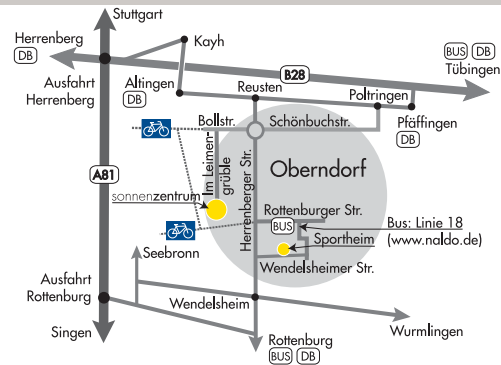 Stuttgart
Herrenberg
DB
Kayh
BUS DB
Tübingen
B28
Ausfahrt
Herrenberg
Altingen
DB
Reusten
Poltringen
Pfäffingen
DB
Bollstr.
Schönbuchstr.
Im Leimen-
grüble
Oberndorf
A81
sonnenzentrum
Herrenberger Str.
Rottenburger Str.
BUS
Bus: Linie 18
(www.naldo.de)
Sportheim
Seebronn
Wendelsheimer Str.
Ausfahrt
Rottenburg
Wendelsheim
Singen
Wurmlingen
Rottenburg
BUS DB